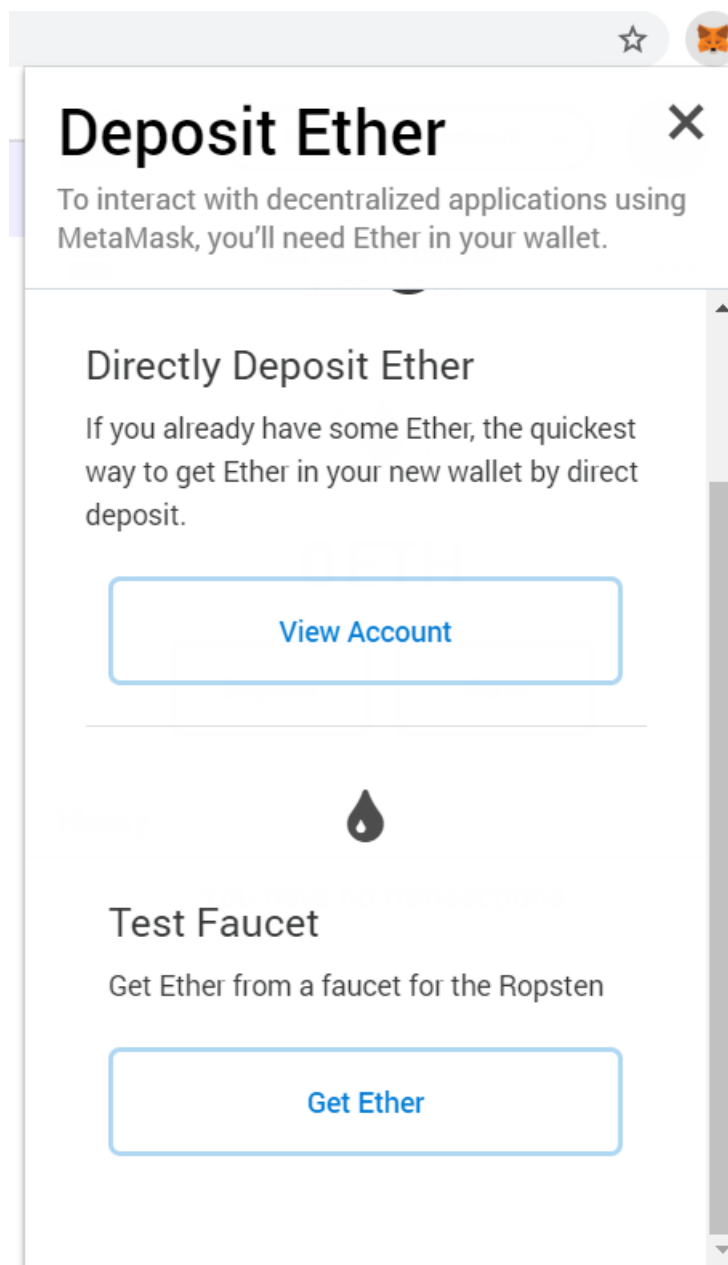 Deposit Ether
To interact with decentralized applications using
MetaMask, you'll need Ether in your wallet.
Directly Deposit Ether
If you already have some Ether, the quickest
way to get Ether in your new wallet by direct
deposit.
View Account
Test Faucet
Get Ether from a faucet for the Ropsten
Get Ether